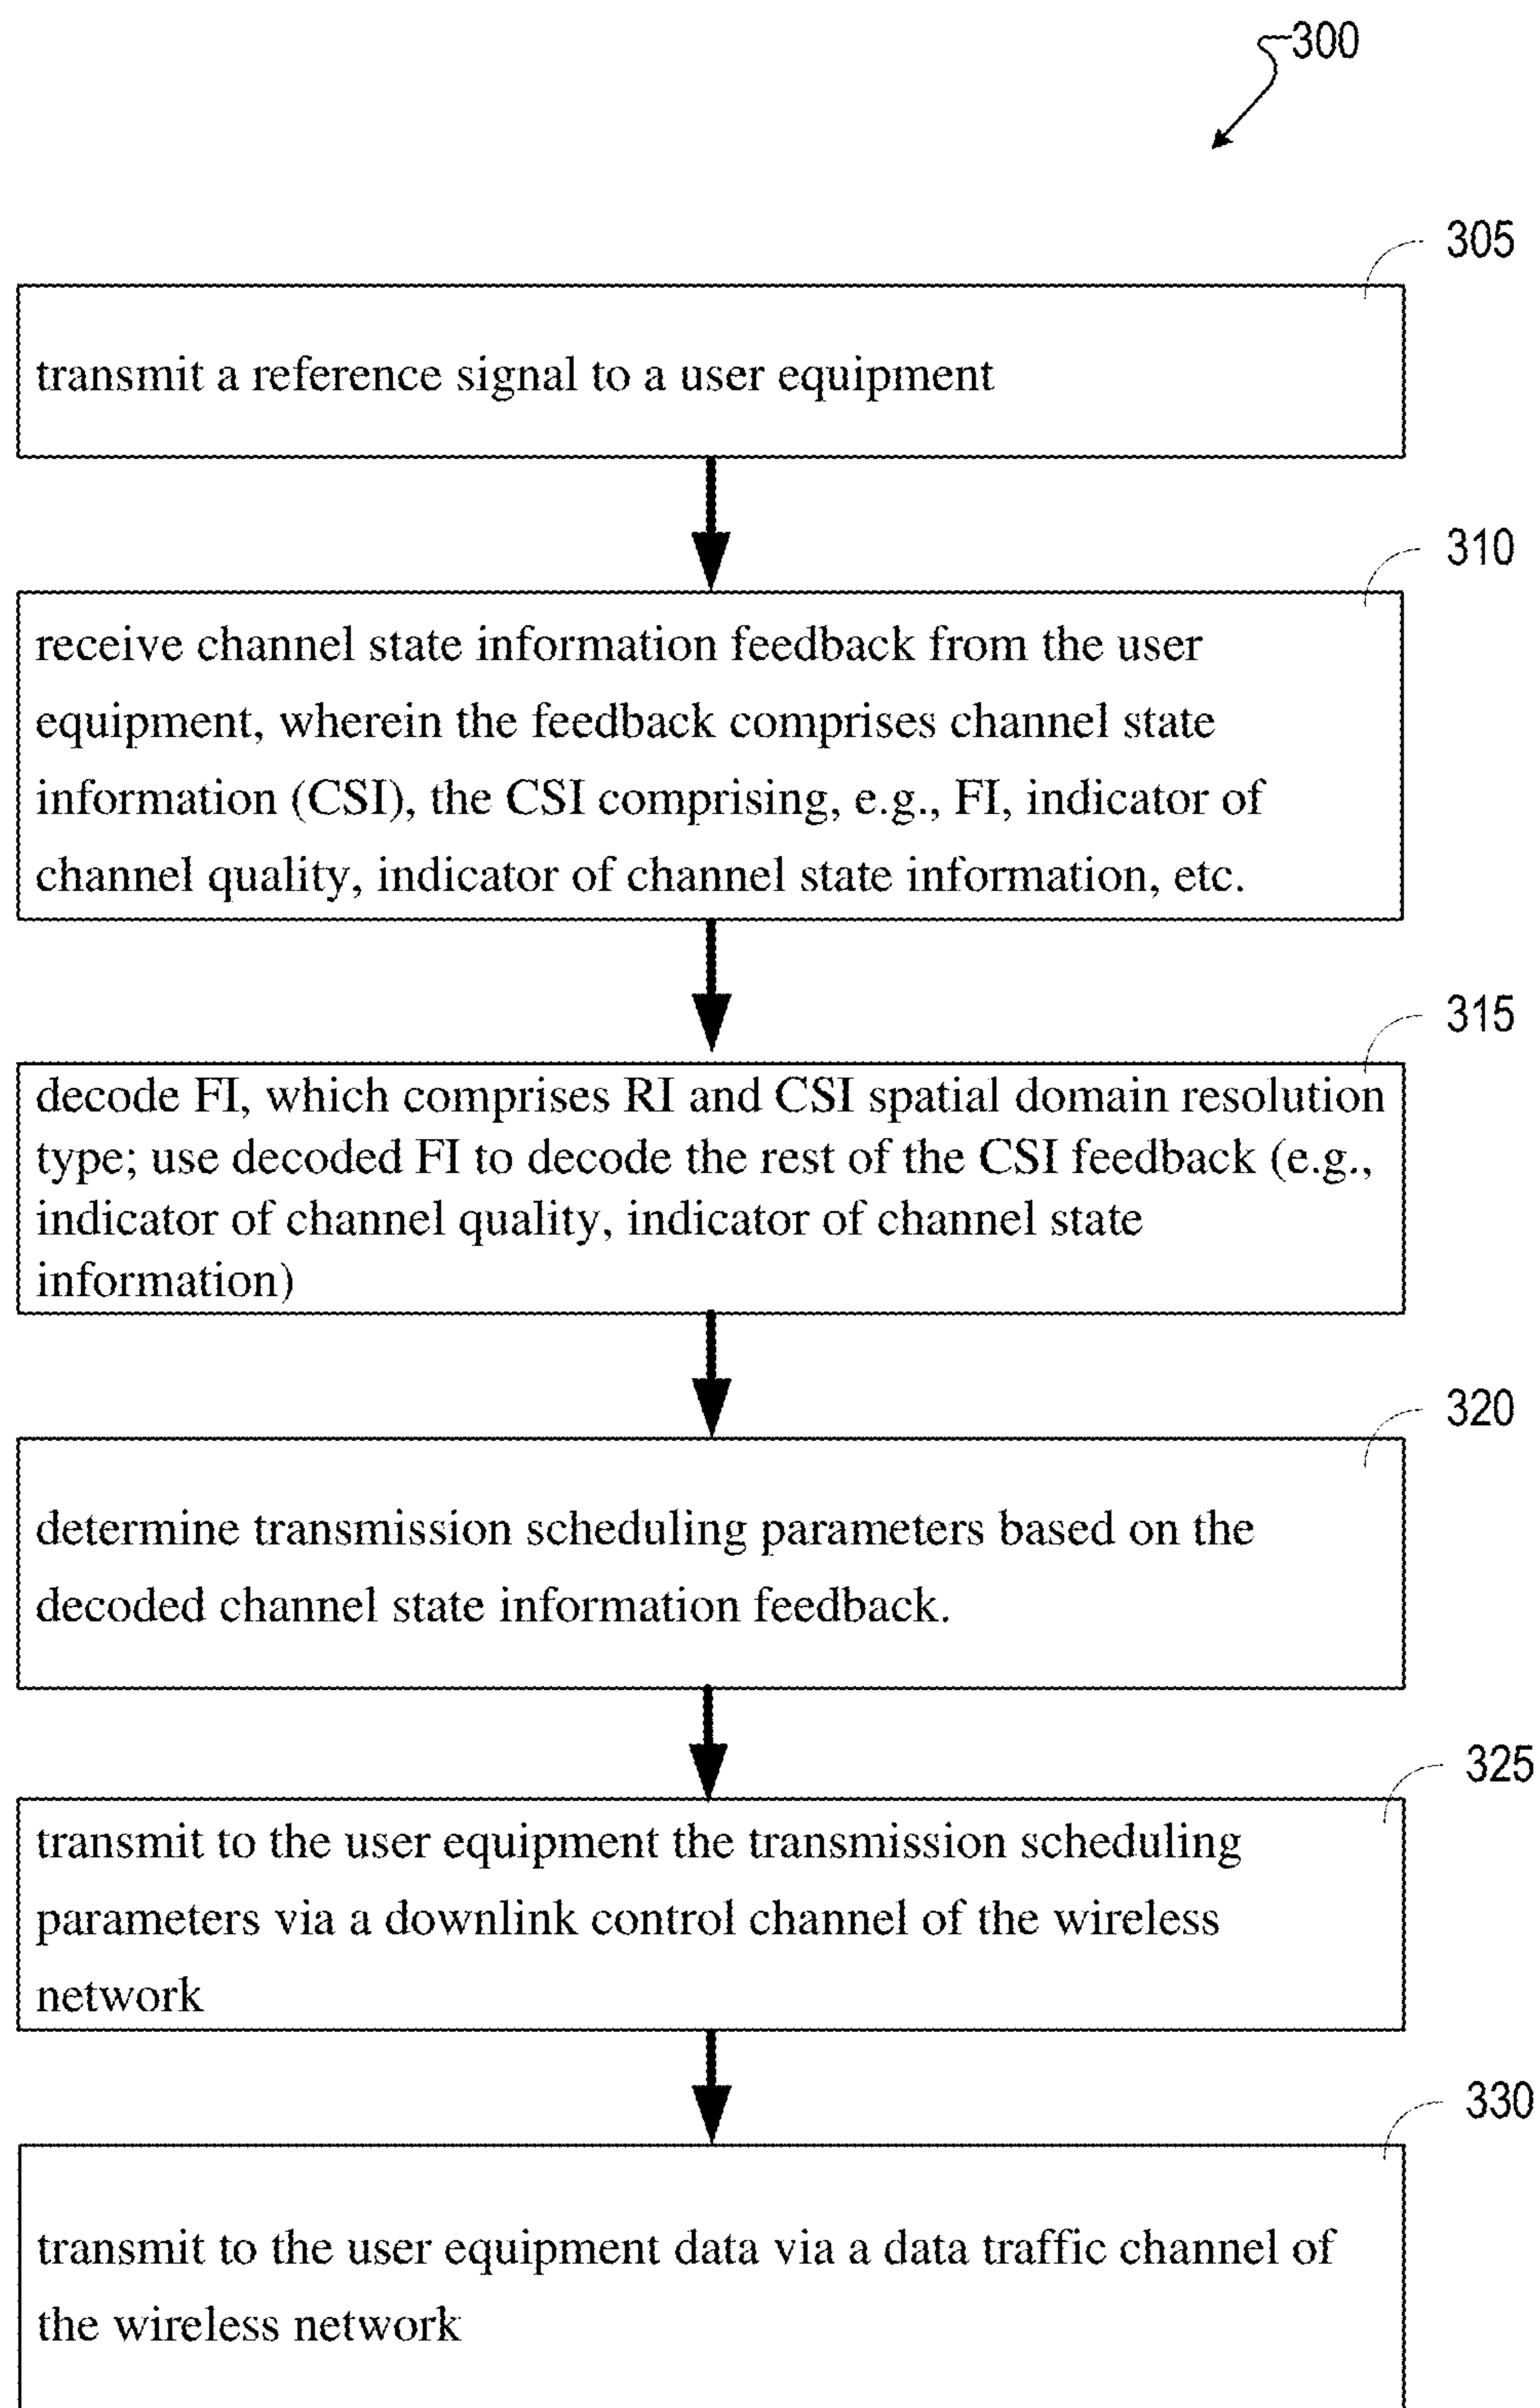 300
305
transmit a reference signal to a user equipment
310
receive channel state information feedback from the user
equipment, wherein the feedback comprises channel state
information (CSI), the CSI comprising, e.g., FI, indicator of
channel quality, indicator of channel state information, etc.
315
decode FI, which comprises RI and CSI spatial domain resolution
type; use decoded FI to decode the rest of the CSI feedback (e.g.,
indicator of channel quality, indicator of channel state
information)
320
determine transmission scheduling parameters based on the
decoded channel state information feedback.
325
transmit to the user equipment the transmission scheduling
parameters via a downlink control channel of the wireless
network
330
transmit to the user equipment data via a data traffic channel of
the wireless network